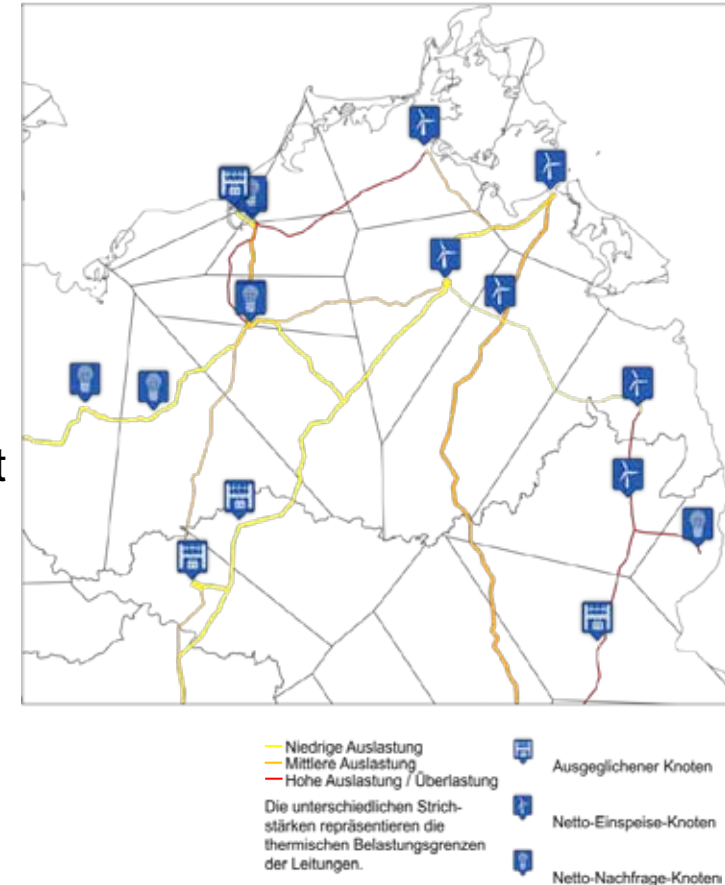 t
Niedrige Auslastung
Mittlere Auslastung
Hohe Auslastung / Überlastung
Die unterschiedlichen Strich-
stärken repräsentieren die
thermischen Belastungsgrenzen
der Leitungen.
Ausgeglichener Knoten
Netto-Einspeise-Knoten
Netto-Nachfrage-Knoten